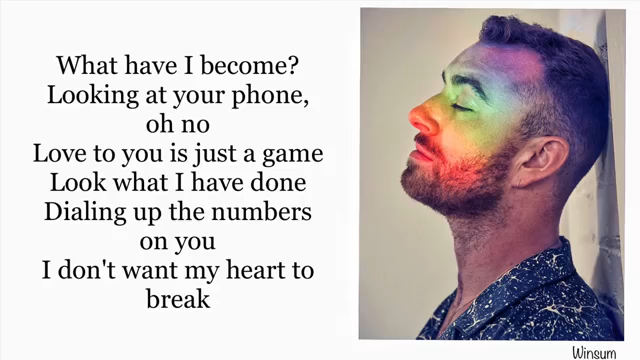 What have I become?
Looking at your phone,
oh no
Love to you is just a game
Look what I have done
Dialing up the numbers
on you
I don't want my heart to
break
Winsum